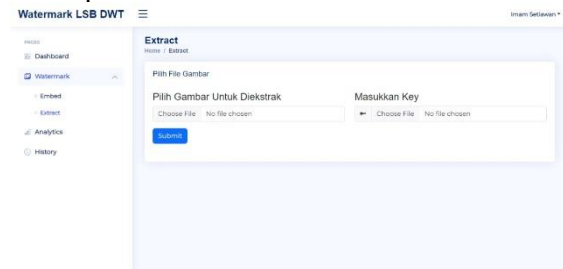 Watermark LSB DWT
Imam Setiawan
PAGES
Dashboard
Watermark
Embed
Extract
Analytics
History
Extract
Home / Extract
Pilih File Gambar
Pilih Gambar Untuk Diekstrak
Choose File No file chosen
Masukkan Key
Choose File No file chosen
Submit